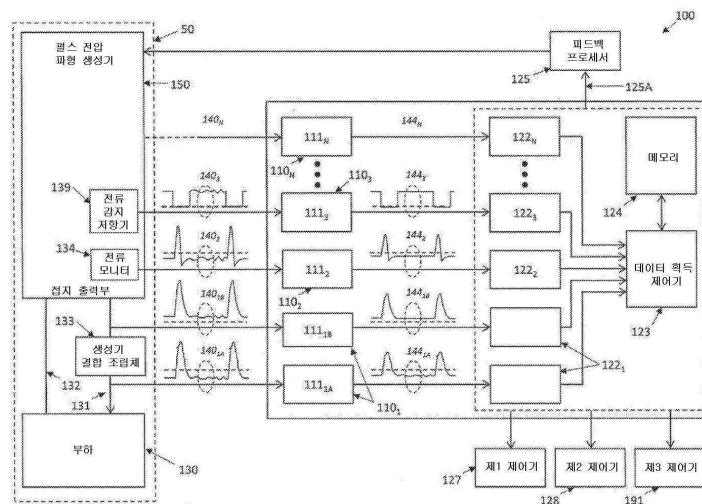 50
100
펄스 전압
파형 생성기
피드백
프로세서
125
125A
150
140N
111N
144N
122N
110N
메모리
139
전류
감지
저항기
140₃
110₃
111₃
144₃
122₃
124
134
전류
모니터
140₂
111₂
144₂
122₂
데이터 획득
제어기
접지 출력부
110₂
123
133
140₁B
111₁B
144₁B
생성기
결합 조립체
122₁
132
140₁A
144₁A
131
111₁A
110₁
부하
130
127
제1 제어기
128
제2 제어기
191
제3 제어기